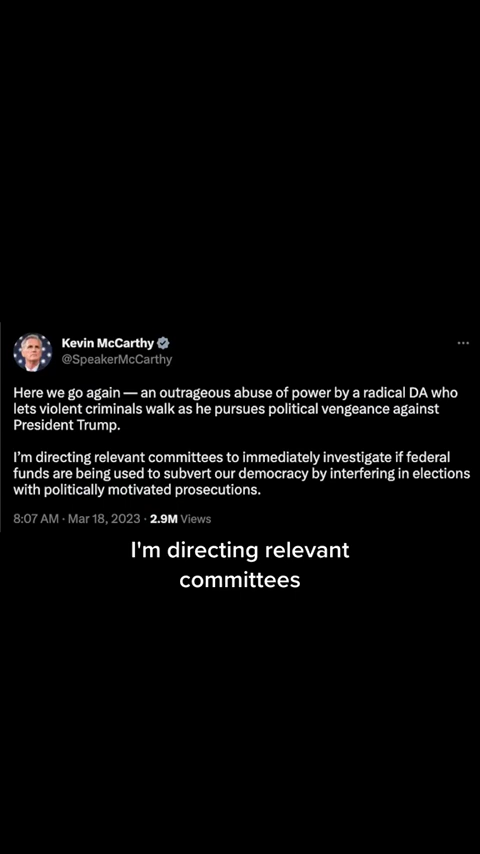 Kevin McCarthy
@SpeakerMcCarthy
Here we go again — an outrageous abuse of power by a radical DA who
lets violent criminals walk as he pursues political vengeance against
President Trump.
I'm directing relevant committees to immediately investigate if federal
funds are being used to subvert our democracy by interfering in elections
with politically motivated prosecutions.
8:07 AM · Mar 18, 2023 · 2.9M Views
I'm directing relevant
committees